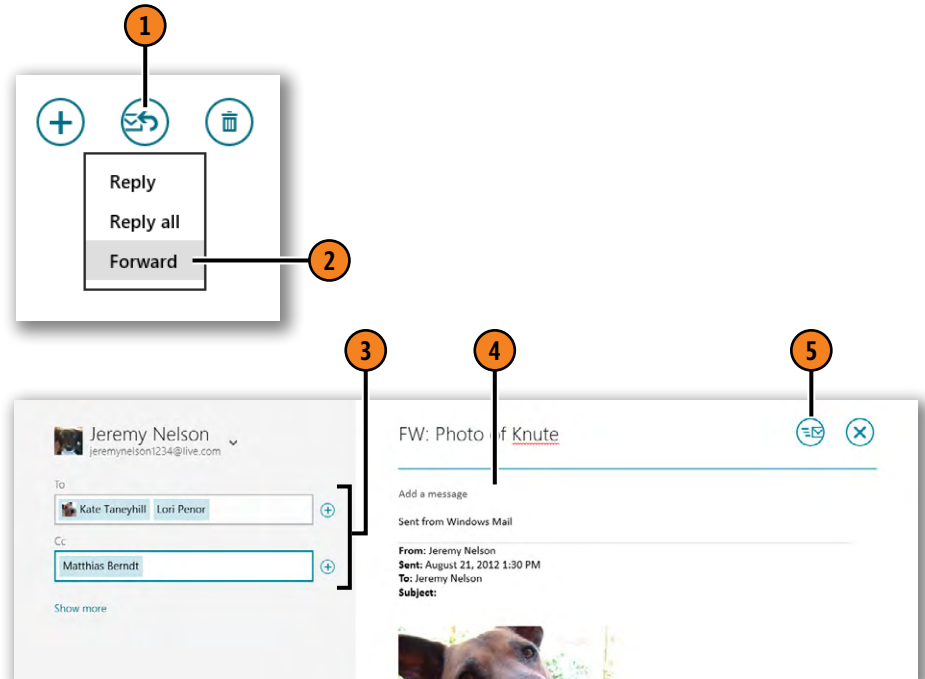 1
Reply
Reply all
Forward
2
3
4
5
Jeremy Nelson
jeremynelson1234@live.com
To
Kate Taneyhill Lori Penor
Cc
Matthias Berndt
Show more
FW: Photo of Knute
Add a message
Sent from Windows Mail
From: Jeremy Nelson
Sent: August 21, 2012 1:30 PM
To: Jeremy Nelson
Subject: